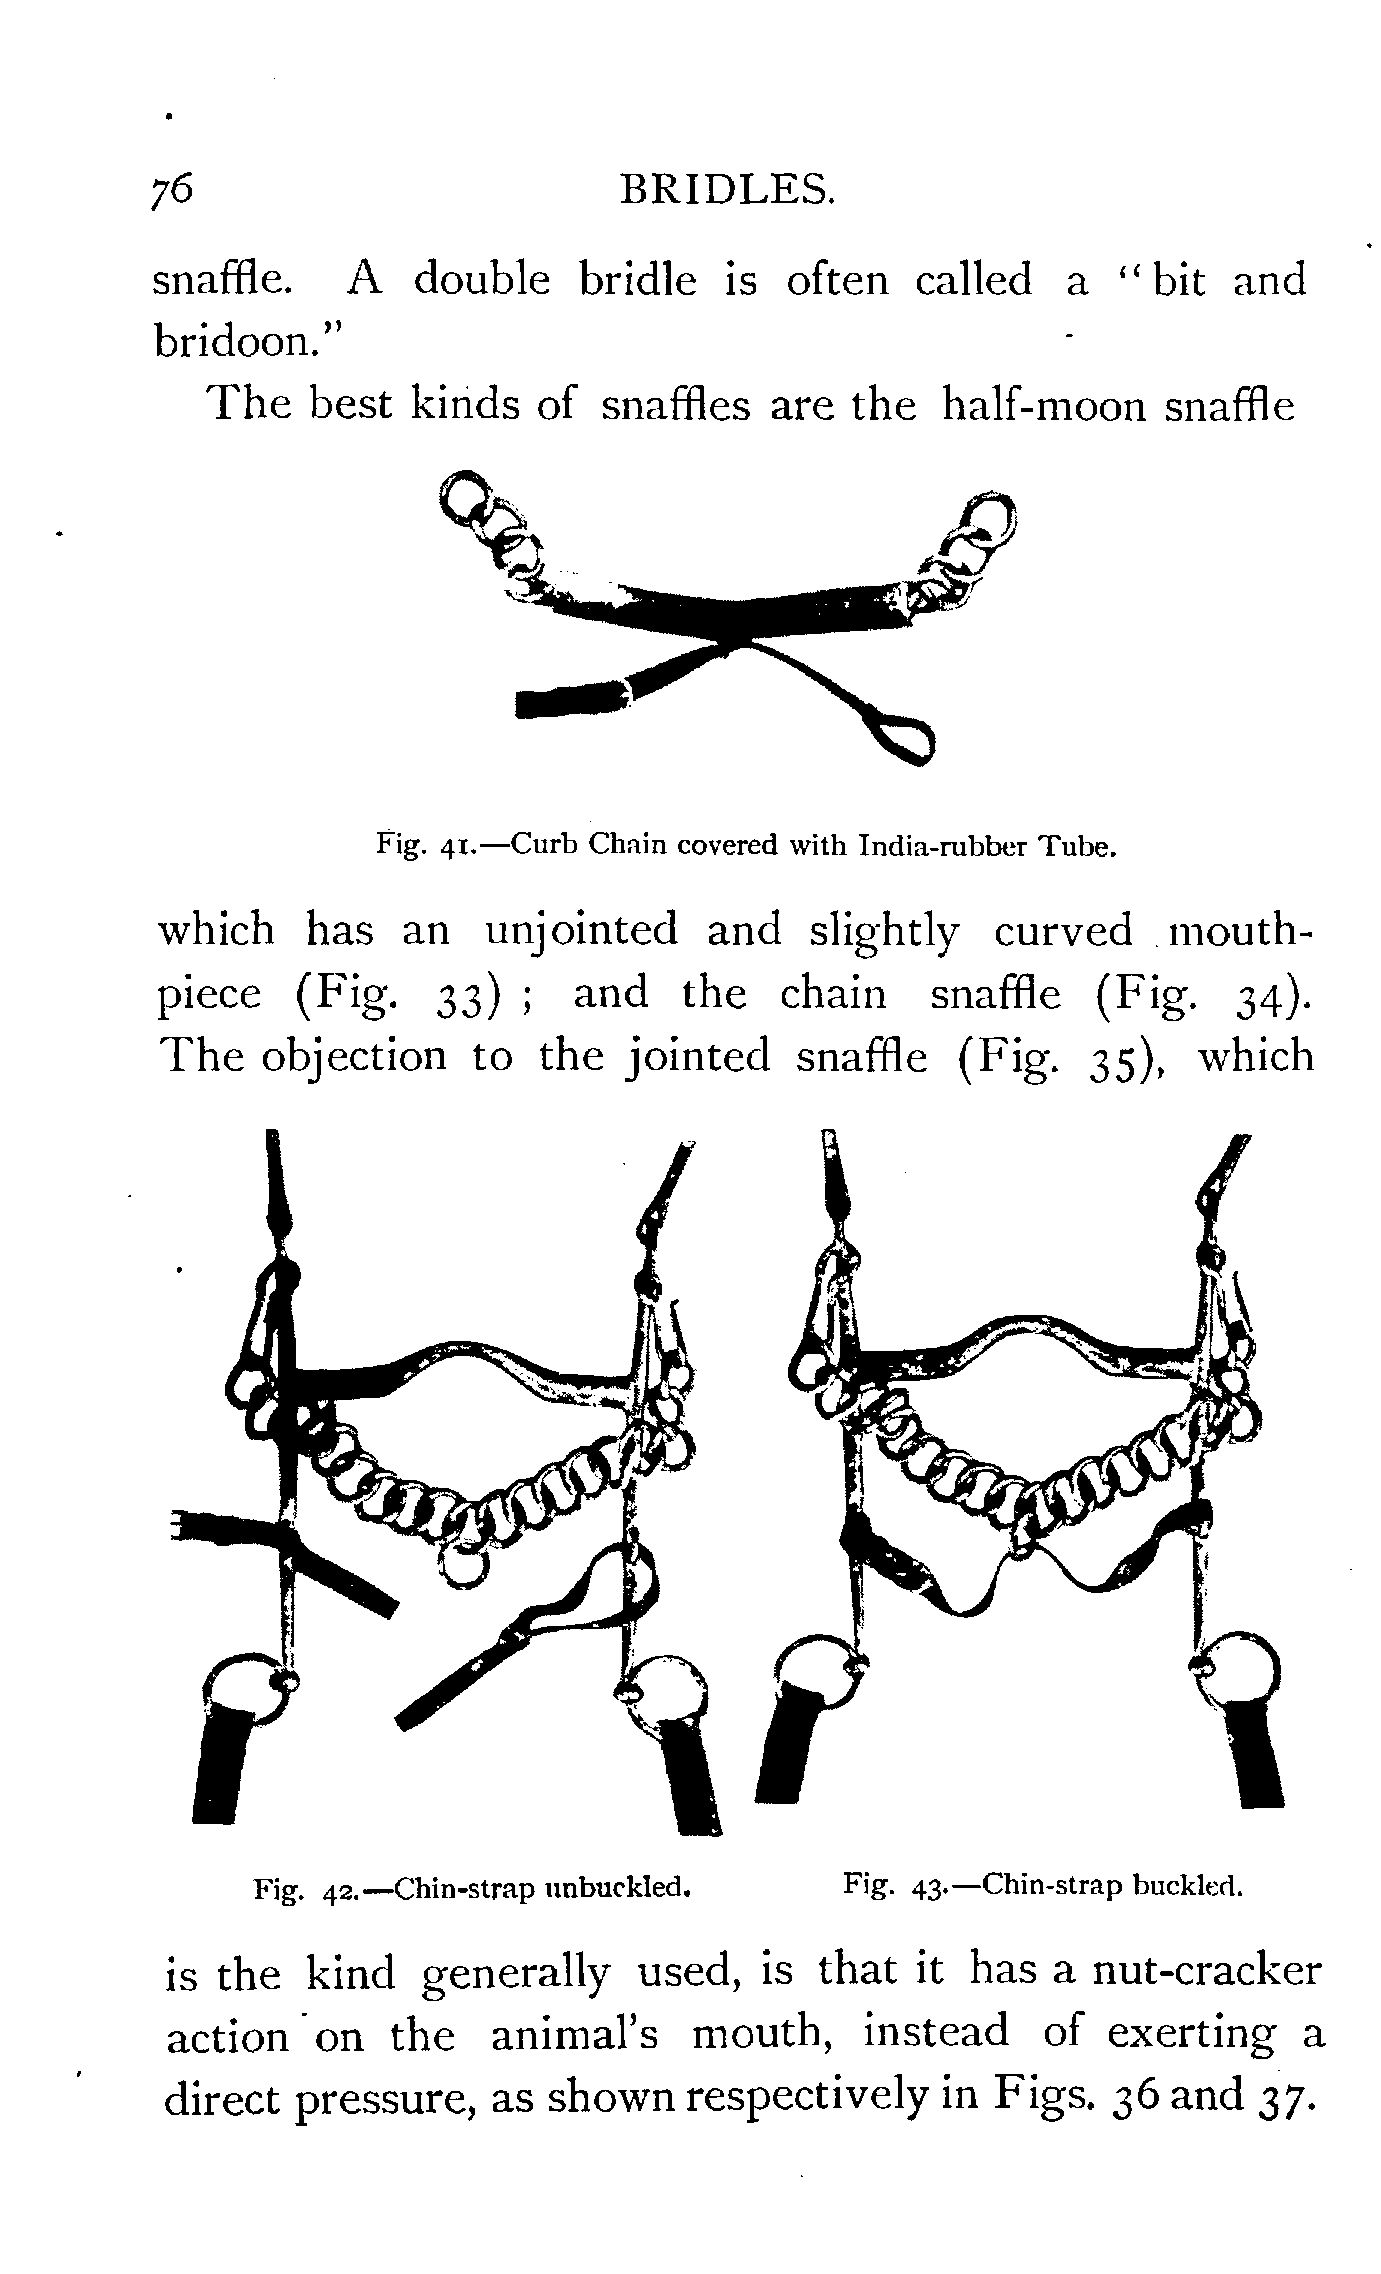 76 BRIDLES.
snaffle. A double bridle is often called a “bit and
bridoon.”
The best kinds of snaffles are the half-moon snaffle
Fig. 41.—Curb Chain covered with India-rubber Tube.
which has an unjointed and slightly curved mouth-
piece (Fig. 33) ; and the chain snaffle (Fig. 34).
The objection to the jointed snaffle (Fig. 35), which
Fig. 42.—Chin-strap unbuckled.
Fig. 43.—Chin-strap buckled.
is the kind generally used, is that it has a nut-cracker
action on the animal’s mouth, instead of exerting a
direct pressure, as shown respectively in Figs. 36 and 37.